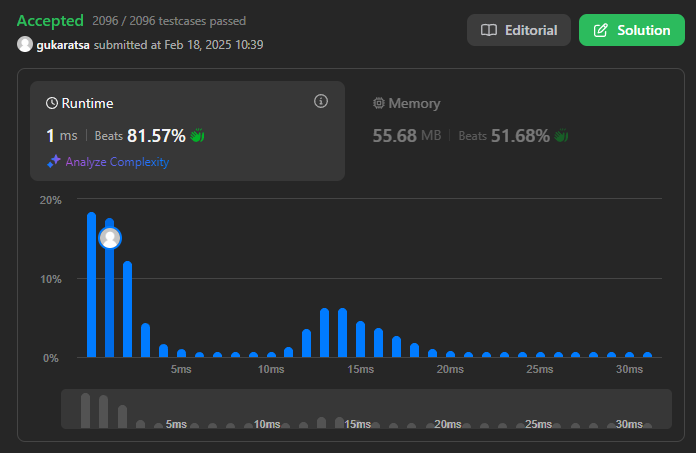 Accepted 2096 / 2096 testcases passed
gukaratsa submitted at Feb 18, 2025 10:39
Editorial
Solution
Runtime
1 ms | Beats 81.57%
Analyze Complexity
Memory
55.68 MB | Beats 51.68%
20%
10%
0%
5ms 10ms 15ms 20ms 25ms 30ms
5ms 10ms 15ms 20ms 25ms 30ms